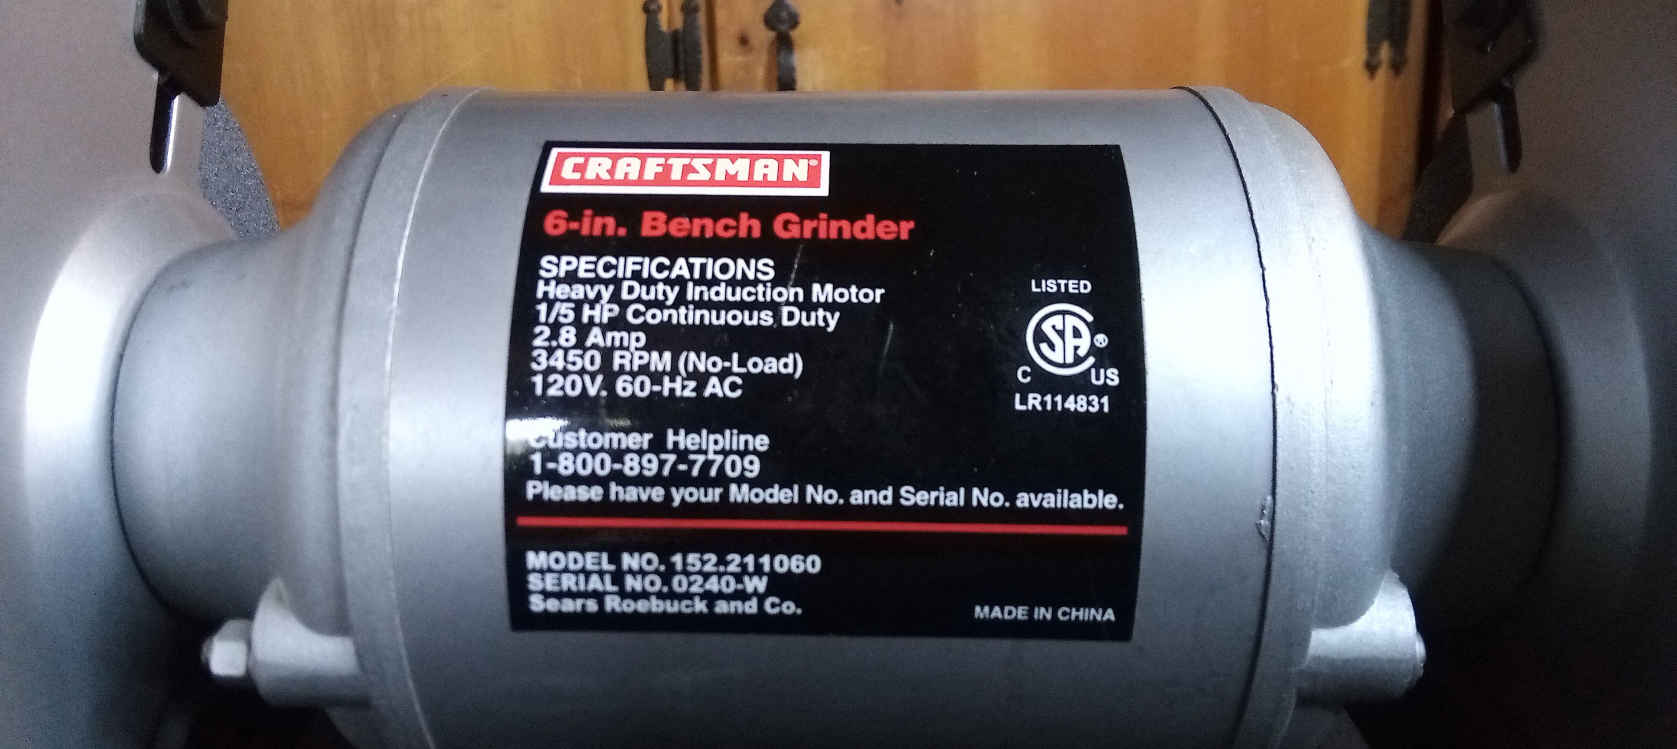 CRAFTSMAN®
6-in. Bench Grinder
SPECIFICATIONS
Heavy Duty Induction Motor
1/5 HP Continuous Duty
2.8 Amp
3450 RPM (No-Load)
120V. 60-Hz AC
LISTED
SA®
C US
LR114831
Customer Helpline
1-800-897-7709
Please have your Model No. and Serial No. available.
MODEL NO. 152.211060
SERIAL NO. 0240-W
Sears Roebuck and Co.
MADE IN CHINA